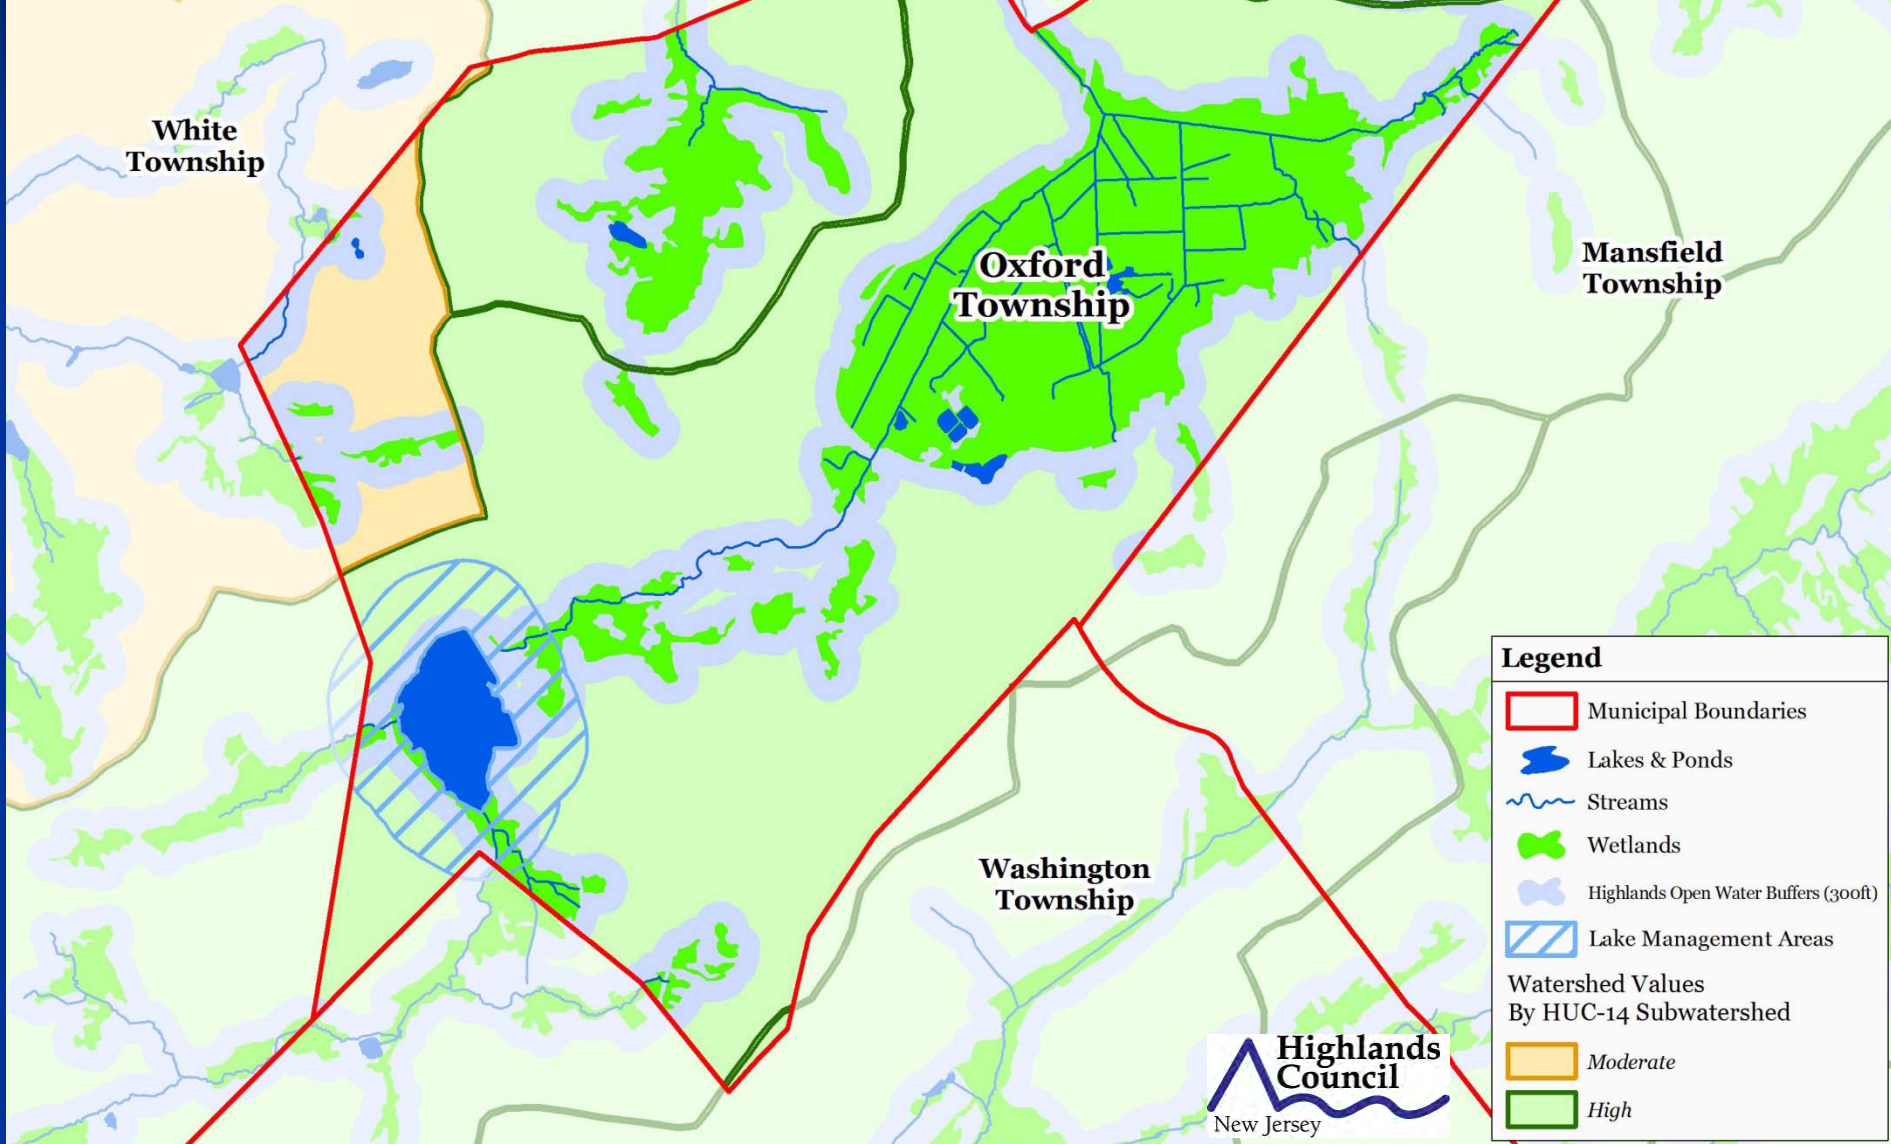 White
Township
Oxford
Township
Mansfield
Township
Washington
Township
Legend
Municipal Boundaries
Lakes & Ponds
Streams
Wetlands
Highlands Open Water Buffers (300ft)
Lake Management Areas
Watershed Values
By HUC-14 Subwatershed
Moderate
High
Highlands
Council
New Jersey